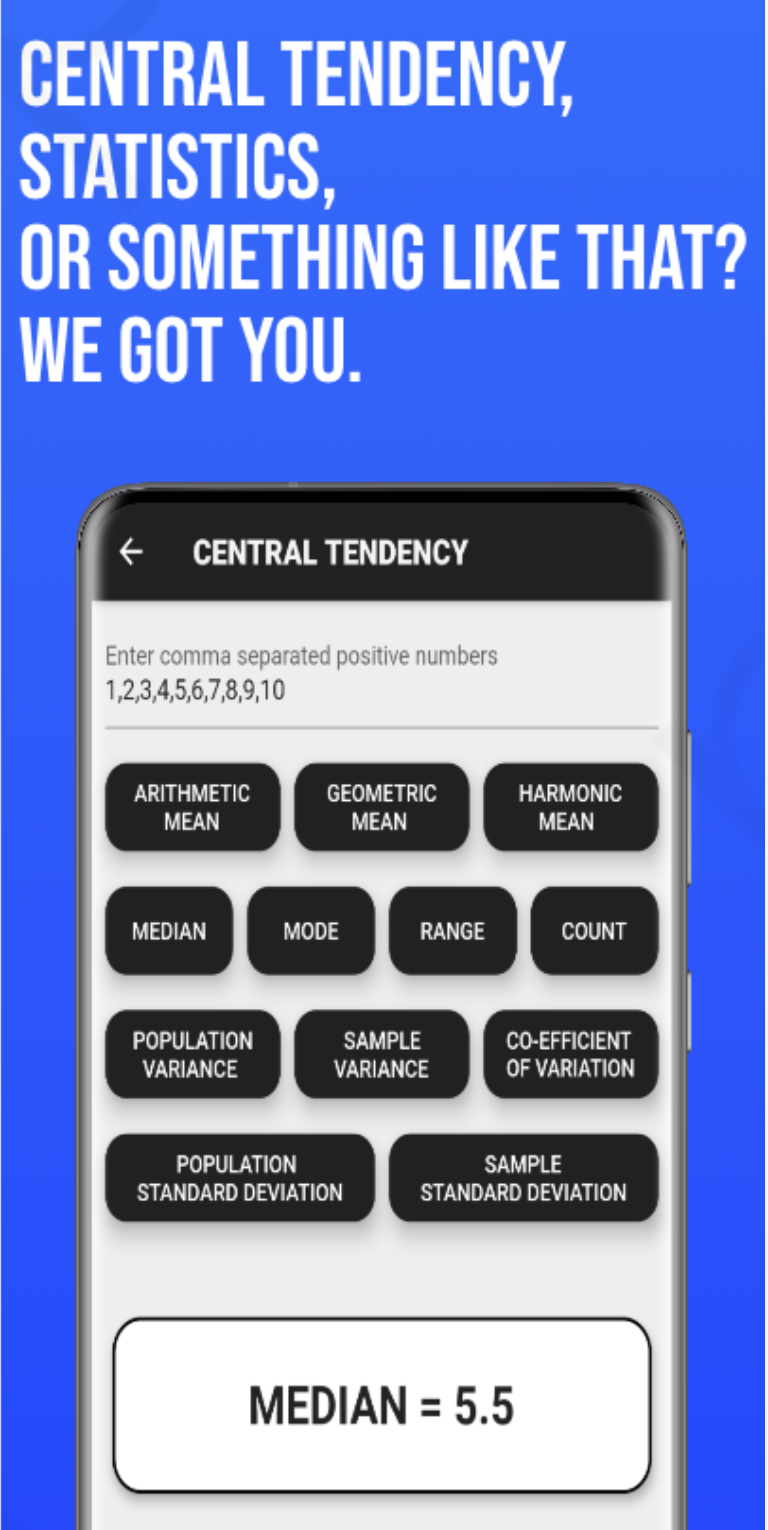 CENTRAL TENDENCY,
STATISTICS,
OR SOMETHING LIKE THAT?
WE GOT YOU.
CENTRAL TENDENCY
Enter comma separated positive numbers
1,2,3,4,5,6,7,8,9,10
ARITHMETIC
MEAN
GEOMETRIC
MEAN
HARMONIC
MEAN
MEDIAN
MODE
RANGE
COUNT
POPULATION
VARIANCE
SAMPLE
VARIANCE
CO-EFFICIENT
OF VARIATION
POPULATION
STANDARD DEVIATION
SAMPLE
STANDARD DEVIATION
MEDIAN = 5.5